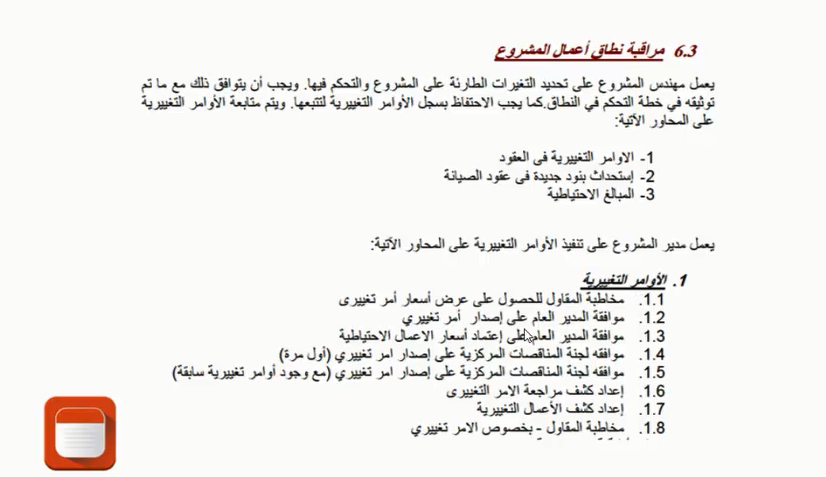 6.3 مراقبة نطاق أعمال المشروع
يعمل مهندس المشروع على تحديد التغيرات الطارئة على المشروع والتحكم فيها. ويجب أن يتوافق ذلك مع ما تم
توثيقه في خطة التحكم في النطاق.كما يجب الاحتفاظ بسجل الأوامر التغييرية لتتبعها. ويتم متابعة الأوامر التغييرية
على المحاور الآتية:
1- الاوامر التغييرية فى العقود
2- إستحداث بنود جديدة فى عقود الصيانة
3- المبالغ الاحتياطية
يعمل مدير المشروع على تنفيذ الأوامر التغييرية على المحاور الآتية:
1. الأوامر التغييرية
1.1. مخاطبة المقاول للحصول على عرض أسعار أمر تغييرى
1.2. موافقة المدير العام على إصدار أمر تغييري
1.3. موافقة المدير العام على إعتماد أسعار الاعمال الاحتياطية
1.4. موافقه لجنة المناقصات المركزية على إصدار امر تغييري (أول مرة)
1.5. موافقه لجنة المناقصات المركزية على إصدار امر تغييري (مع وجود أوامر تغييرية سابقة)
1.6. إعداد كشف مراجعة الامر التغييرى
1.7. إعداد كشف الأعمال التغييرية
1.8. مخاطبة المقاول - بخصوص الامر تغييري